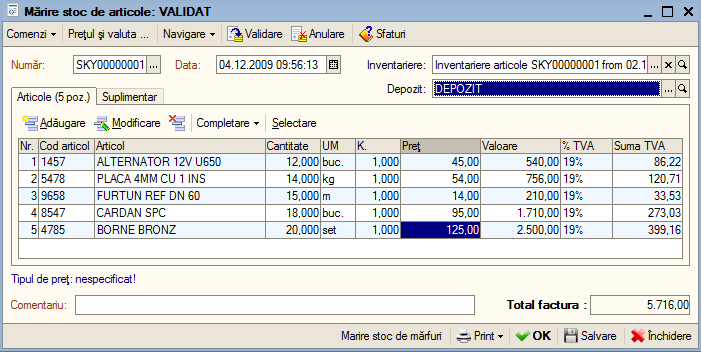 Mărire stoc de articole: VALIDAT
Comenzi Preţul şi valuta ... Navigare Validare Anulare Sfaturi
Număr: SKY00000001 ... Data: 04.12.2009 09:56:13 Inventariere: Inventariere articole SKY00000001 from 02.1 ...
Depozit: DEPOZIT ...
Articole (5 poz.) Suplimentar
Adăugare Modificare Completare Selectare
Nr. Cod articol Articol Cantitate UM K. Preţ Valoare % TVA Suma TVA
1 1457 ALTERNATOR 12V U650 12,000 buc. 1,000 45,00 540,00 19% 86,22
2 5478 PLACA 4MM CU 1 INS 14,000 kg 1,000 54,00 756,00 19% 120,71
3 9658 FURTUN REF DN 60 15,000 m 1,000 14,00 210,00 19% 33,53
4 8547 CARDAN SPC 18,000 buc. 1,000 95,00 1.710,00 19% 273,03
5 4785 BORNE BRONZ 20,000 set 1,000 125,00 2.500,00 19% 399,16
Tipul de preţ: nespecificat!
Comentariu: Total factura : 5.716,00
Marire stoc de mărfuri Print OK Salvare Închidere